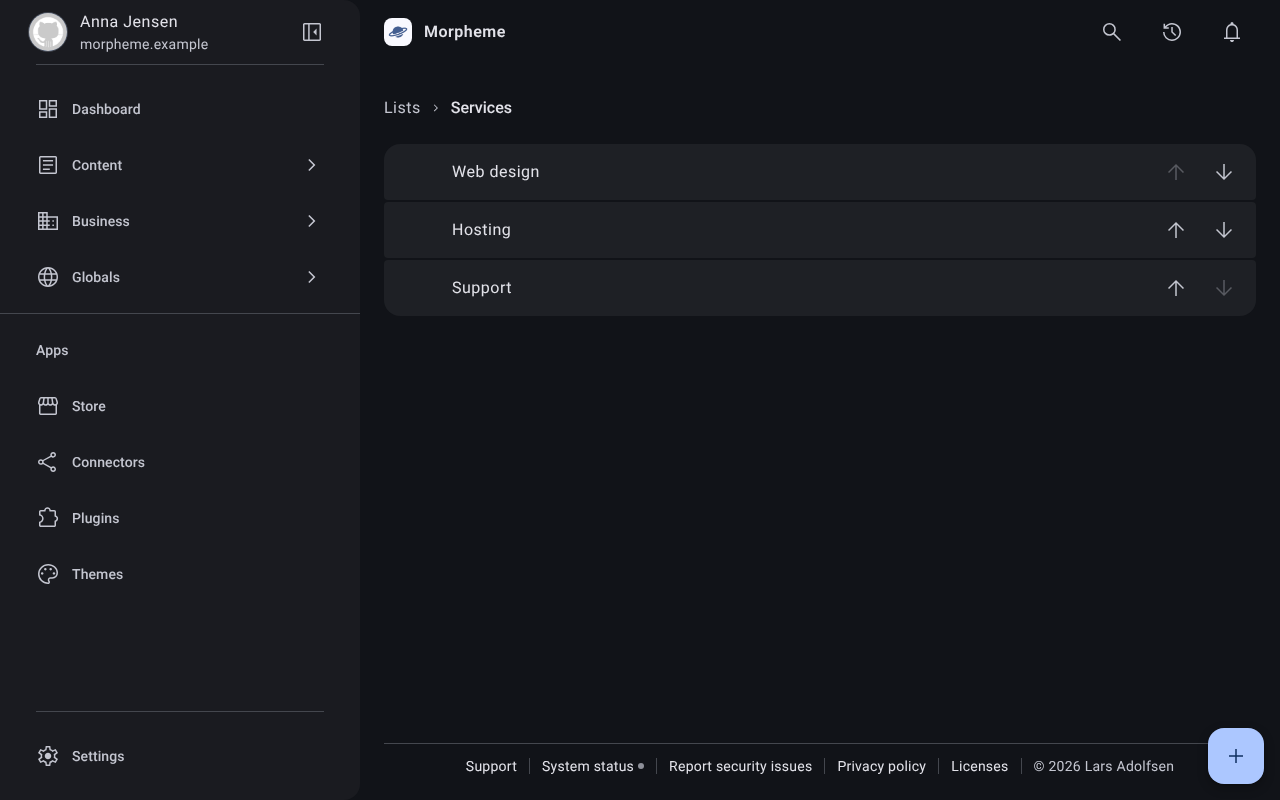 Anna Jensen
morpheme.example
Dashboard
Content
Business
Globals
Apps
Store
Connectors
Plugins
Themes
Settings
Morpheme
Lists › Services
Web design
Hosting
Support
Support
System status
Report security issues
Privacy policy
Licenses
© 2026 Lars Adolfsen